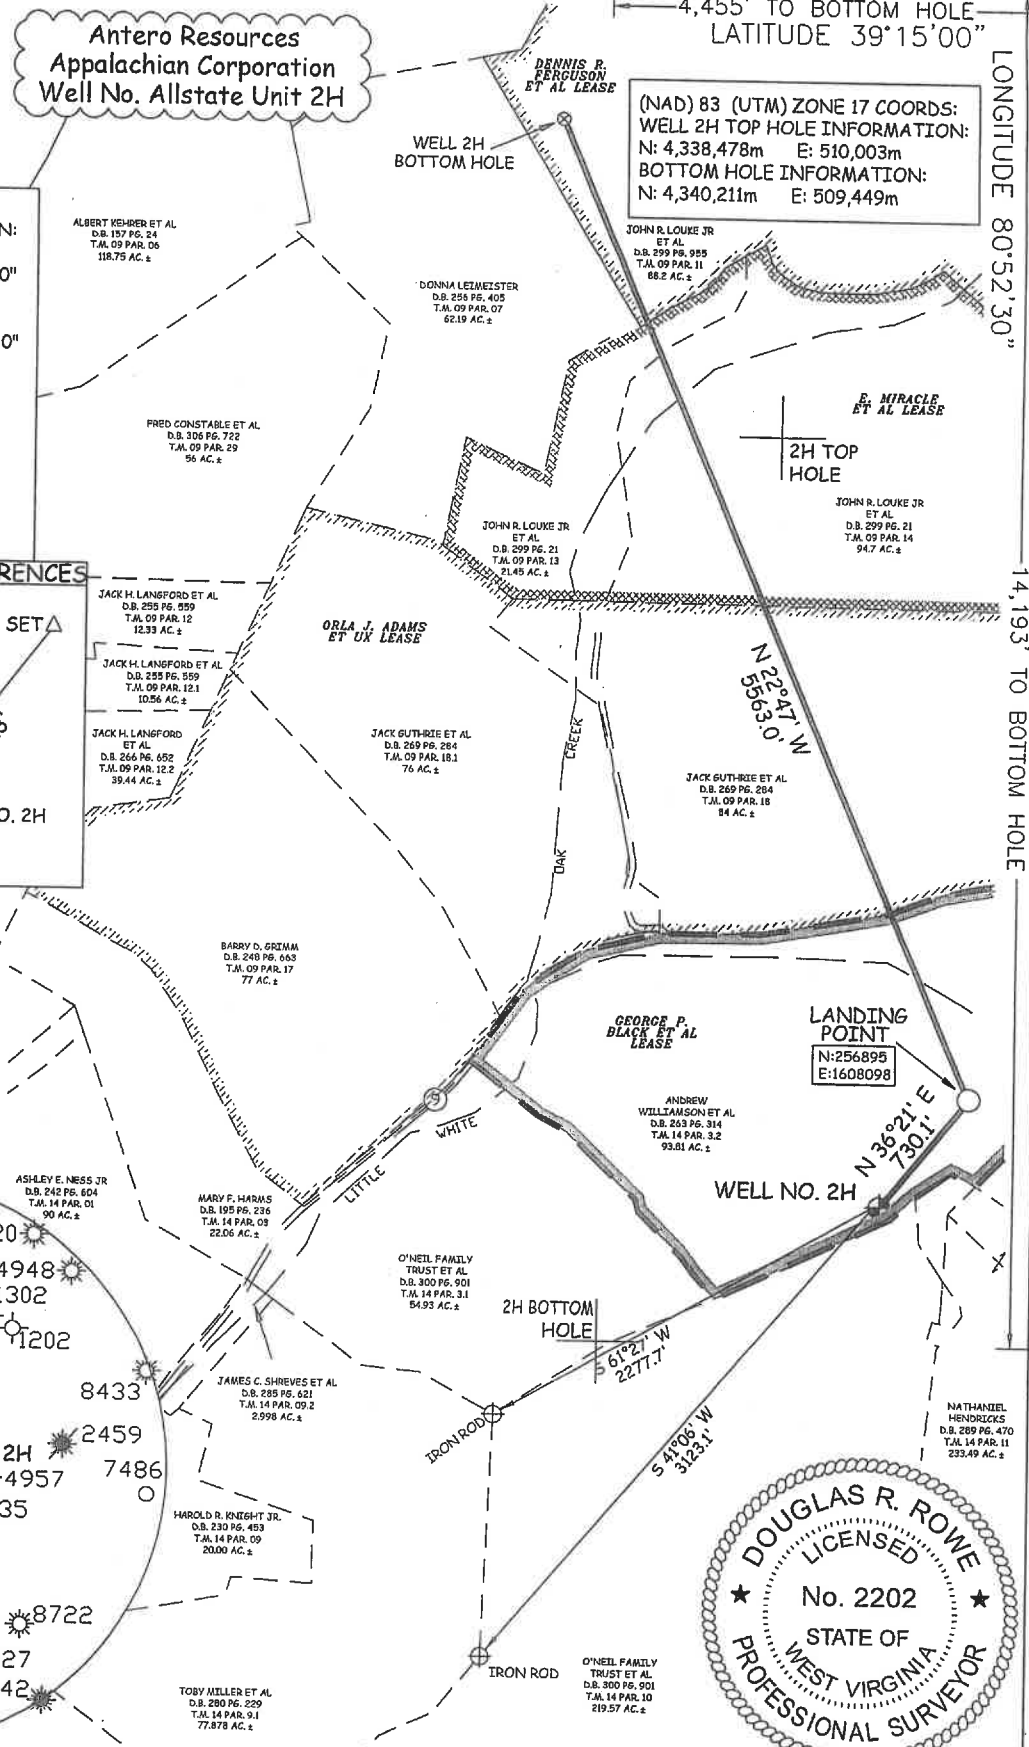 Antero Resources
Appalachian Corporation
Well No. Allstate Unit 2H
4,455' TO BOTTOM HOLE
LATITUDE 39°15'00"
LONGITUDE 80°52'30"
14,193' TO BOTTOM HOLE
DENNIS R.
FERGUSON
ET AL LEASE
WELL 2H
BOTTOM HOLE
(NAD) 83 (UTM) ZONE 17 COORDS:
WELL 2H TOP HOLE INFORMATION:
N: 4,338,478m E: 510,003m
BOTTOM HOLE INFORMATION:
N: 4,340,211m E: 509,449m
N:
0"
0"
ALBERT KEHRER ET AL
D.B. 157 PG. 24
T.M. 09 PAR. 06
118.75 AC.±
JOHN R. LOUKE JR
ET AL
D.B. 299 PG. 955
T.M. 09 PAR. 11
88.2 AC.±
DONNA LEIMEISTER
D.B. 256 PG. 405
T.M. 09 PAR. 07
62.19 AC.±
E. MIRACLE
ET AL LEASE
2H TOP
HOLE
FRED CONSTABLE ET AL
D.B. 306 PG. 722
T.M. 09 PAR. 29
56 AC.±
JOHN R. LOUKE JR
ET AL
D.B. 299 PG. 21
T.M. 09 PAR. 14
94.7 AC.±
JOHN R. LOUKE JR
ET AL
D.B. 299 PG. 21
T.M. 09 PAR. 13
21.45 AC.±
RENCES
SET
JACK H. LANGFORD ET AL
D.B. 255 PG. 559
T.M. 09 PAR. 12
12.33 AC.±
ORLA J. ADAMS
ET UX LEASE
JACK H. LANGFORD ET AL
D.B. 255 PG. 559
T.M. 09 PAR. 12.1
10.56 AC.±
N 22°47' W
5563.0'
JACK H. LANGFORD
ET AL
D.B. 266 PG. 652
T.M. 09 PAR. 12.2
39.44 AC.±
JACK GUTHRIE ET AL
D.B. 269 PG. 284
T.M. 09 PAR. 18.1
76 AC.±
CREEK
OAK
JACK GUTHRIE ET AL
D.B. 269 PG. 284
T.M. 09 PAR. 18
84 AC.±
O. 2H
BARRY D. GRIMM
D.B. 248 PG. 663
T.M. 09 PAR. 17
77 AC.±
GEORGE P.
BLACK ET AL
LEASE
LANDING
POINT
N:256895
E:1608098
9
ANDREW
WILLIAMSON ET AL
D.B. 263 PG. 314
T.M. 14 PAR. 3.2
93.81 AC.±
WHITE
LITTLE
N 36°21' E
730.1'
WELL NO. 2H
ASHLEY E. NESS JR
D.B. 242 PG. 604
T.M. 14 PAR. 01
90 AC.±
MARY F. HARMS
D.B. 195 PG. 236
T.M. 14 PAR. 03
22.06 AC.±
O'NEIL FAMILY
TRUST ET AL
D.B. 300 PG. 901
T.M. 14 PAR. 3.1
54.93 AC.±
20
4948
302
1202
2H BOTTOM
HOLE
S 61°27' W
2277.7'
8433
JAMES C. SHREVES ET AL
D.B. 285 PG. 621
T.M. 14 PAR. 09.2
2.998 AC.±
IRON ROD
S 41°06' W
3123.1'
NATHANIEL
HENDRICKS
D.B. 289 PG. 470
T.M. 14 PAR. 11
233.49 AC.±
2459
2H
4957
7486
35
HAROLD R. KNIGHT JR.
D.B. 230 PG. 453
T.M. 14 PAR. 09
20.00 AC.±
8722
27
42
IRON ROD
O'NEIL FAMILY
TRUST ET AL
D.B. 300 PG. 901
T.M. 14 PAR. 10
219.57 AC.±
TOBY MILLER ET AL
D.B. 280 PG. 229
T.M. 14 PAR. 9.1
77.878 AC.±
DOUGLAS R. ROWE
LICENSED
No. 2202
STATE OF
WEST VIRGINIA
PROFESSIONAL SURVEYOR